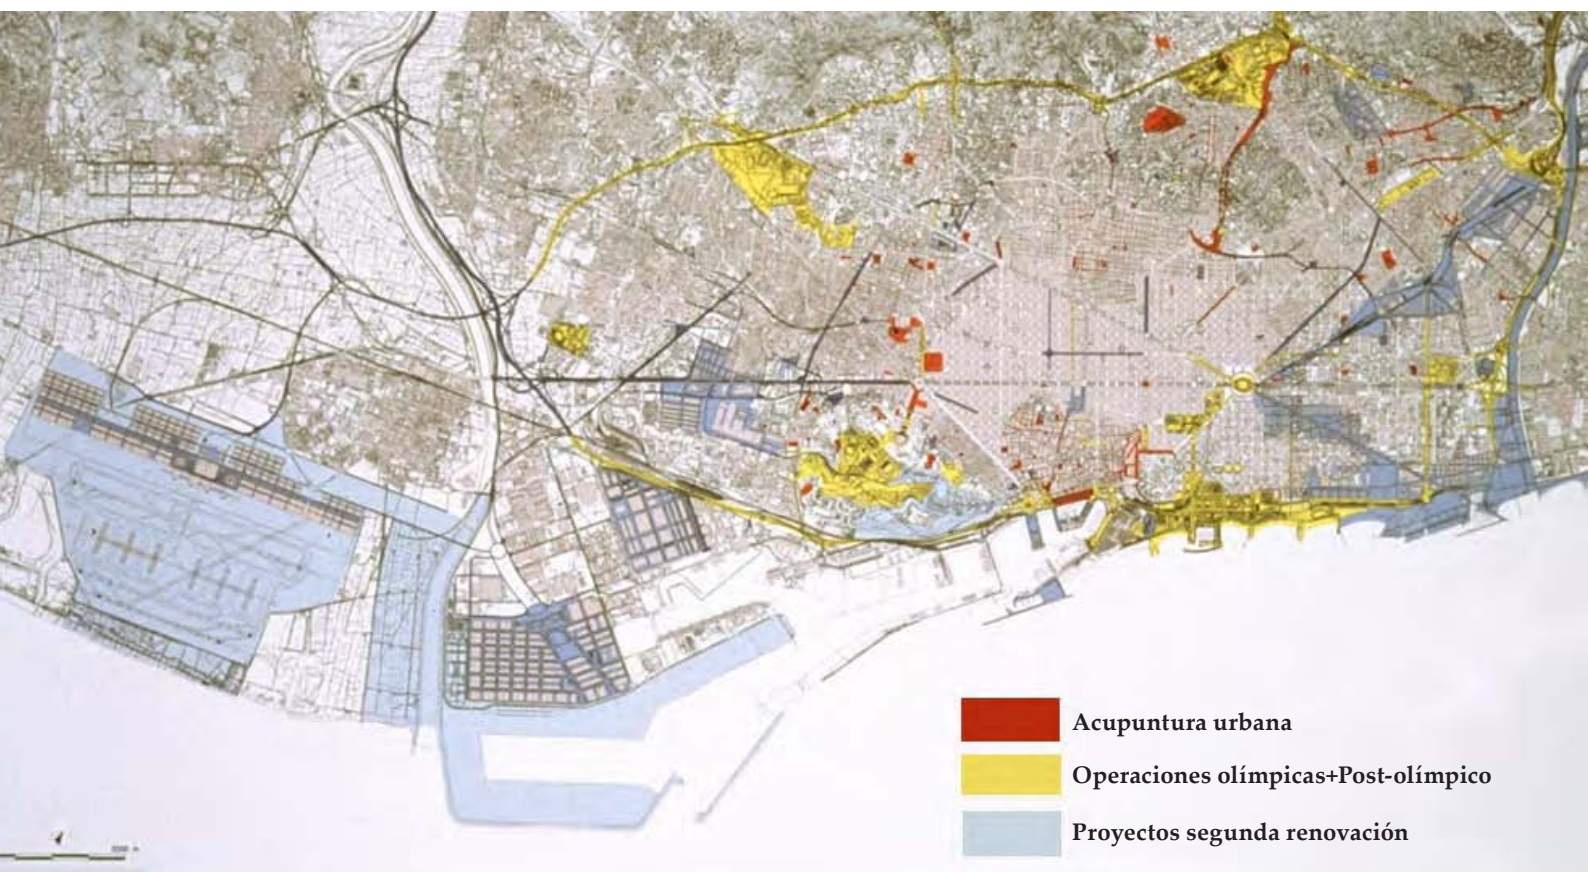 Acupuntura urbana
Operaciones olímpicas+Post-olímpico
Proyectos segunda renovación